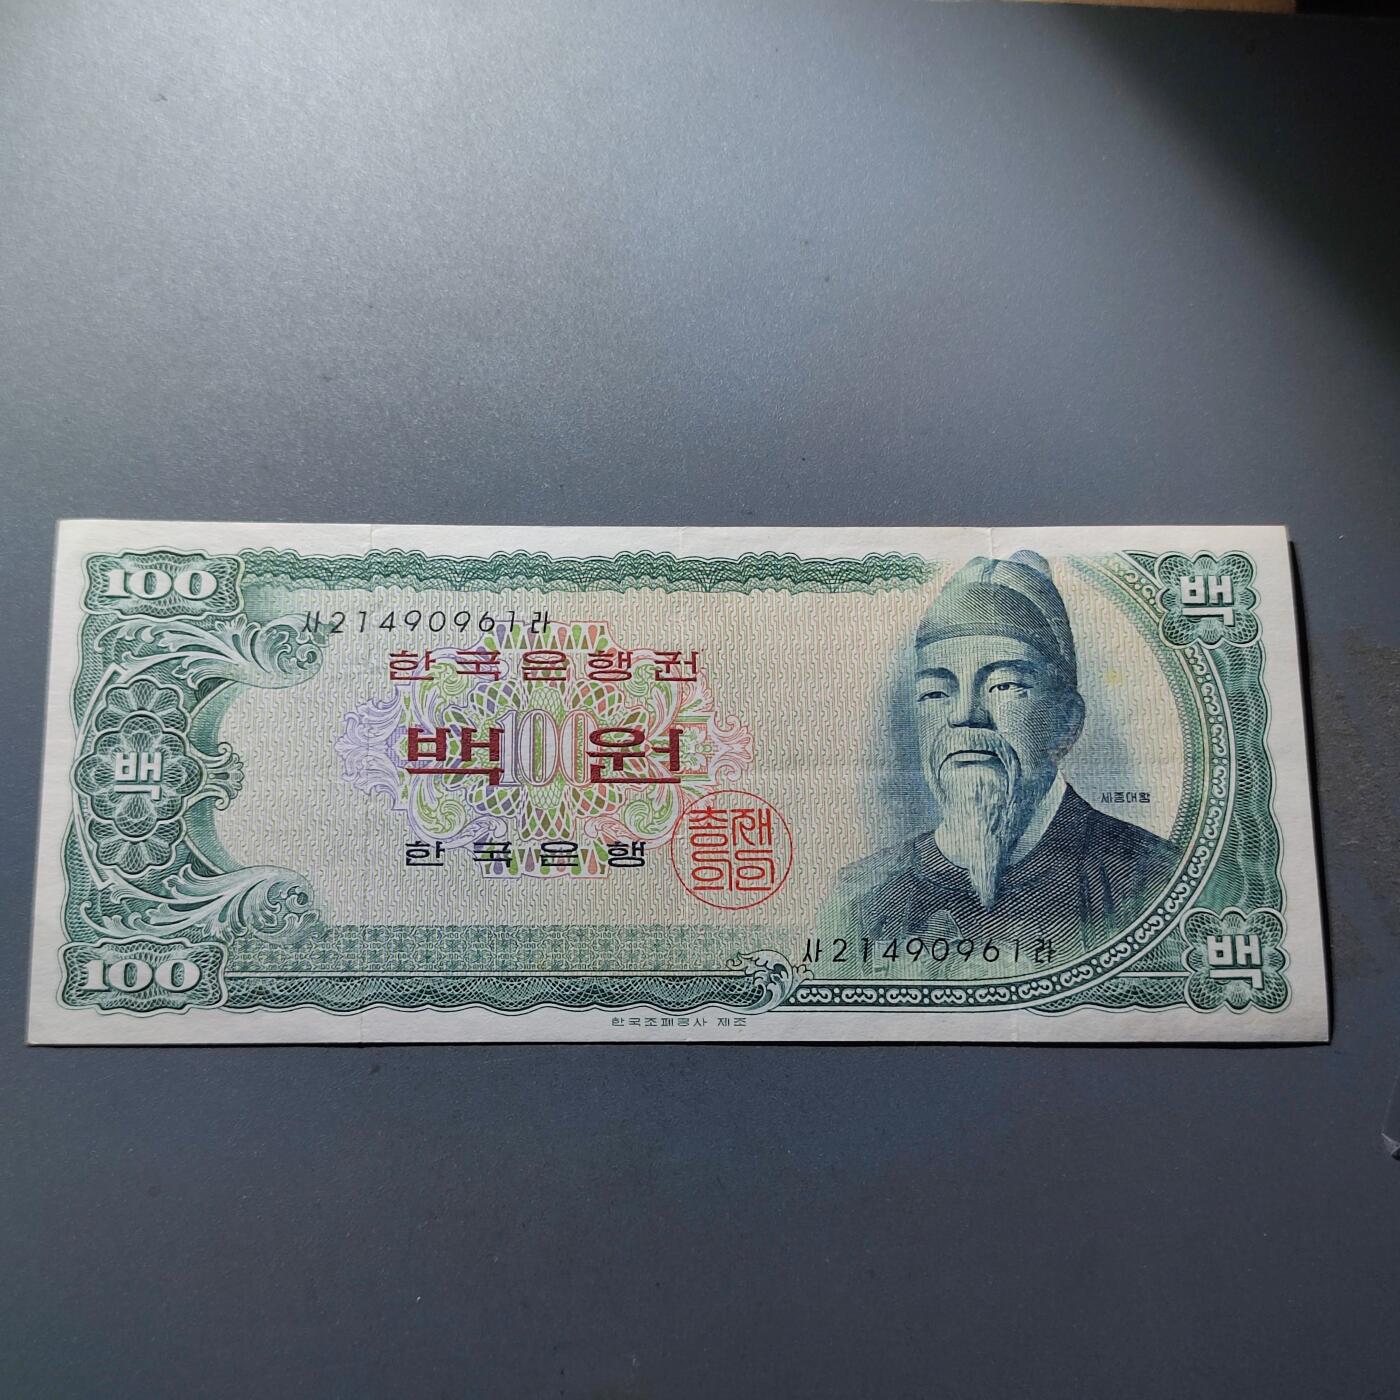 100
백
사21490961라
한국은행권
백 100 원
세종대왕
백
총재의인
한국은행
사21490961라
100
백
한국조폐공사 제조